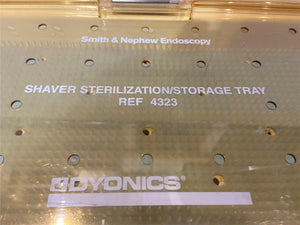 Smith & Nephew Endoscopy
SHAVER STERILIZATION/STORAGE TRAY
REF 4323
DYONICS®